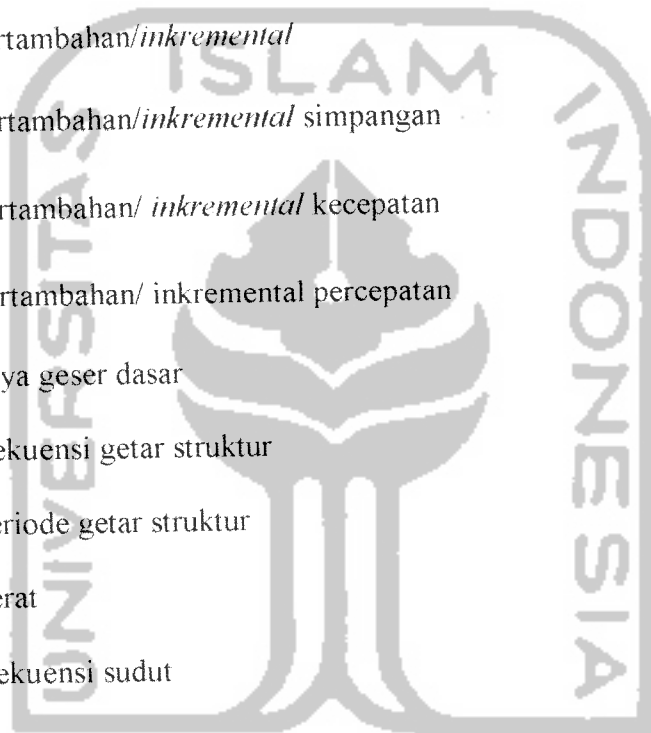 rtambahan/inkremental
rtambahan/inkremental simpangan
rtambahan/ inkremental kecepatan
rtambahan/ inkremental percepatan
ya geser dasar
ekuensi getar struktur
eriode getar struktur
erat
ekuensi sudut
UNIVERSITAS
ISLAM
INDONESIA